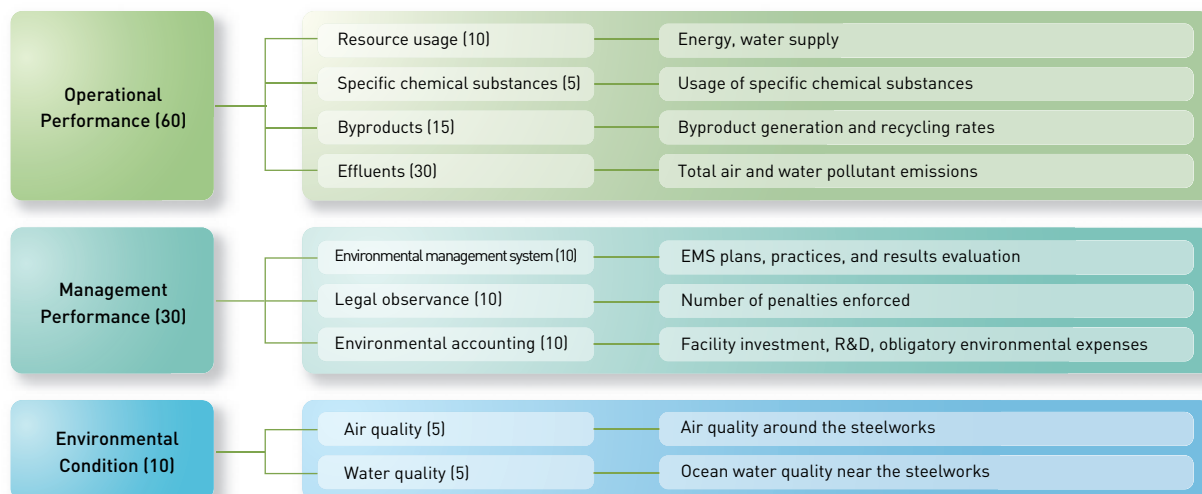 Operational
Performance (60)
Resource usage (10)
Energy, water supply
Specific chemical substances (5)
Usage of specific chemical substances
Byproducts (15)
Byproduct generation and recycling rates
Effluents (30)
Total air and water pollutant emissions
Management
Performance (30)
Environmental management system (10)
EMS plans, practices, and results evaluation
Legal observance (10)
Number of penalties enforced
Environmental accounting (10)
Facility investment, R&D, obligatory environmental expenses
Environmental
Condition (10)
Air quality (5)
Air quality around the steelworks
Water quality (5)
Ocean water quality near the steelworks